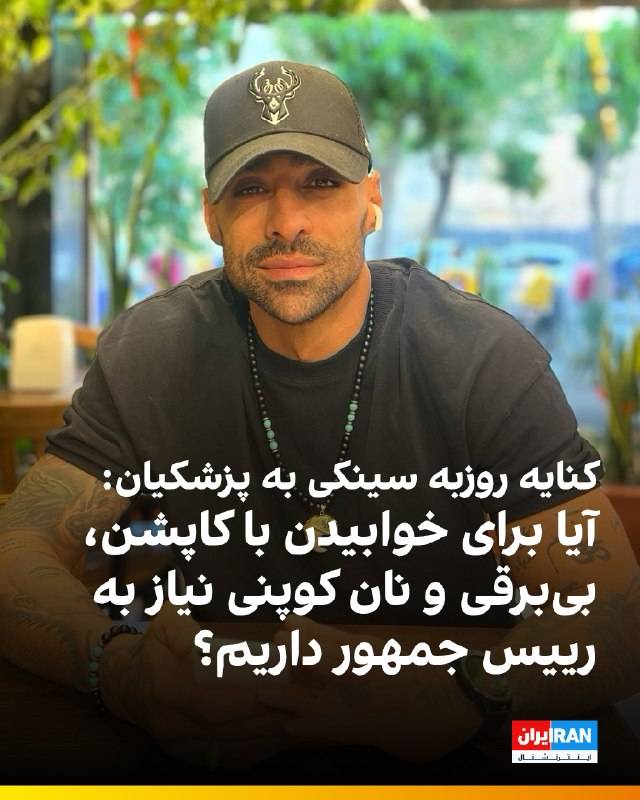 کنایه روزبه سینکی به پزشکیان:
آیا برای خوابیدن با کاپشن،
بی‌برقی و نان کوپنی نیاز به
رییس جمهور داریم؟
ایران IRAN
اینترنشنال